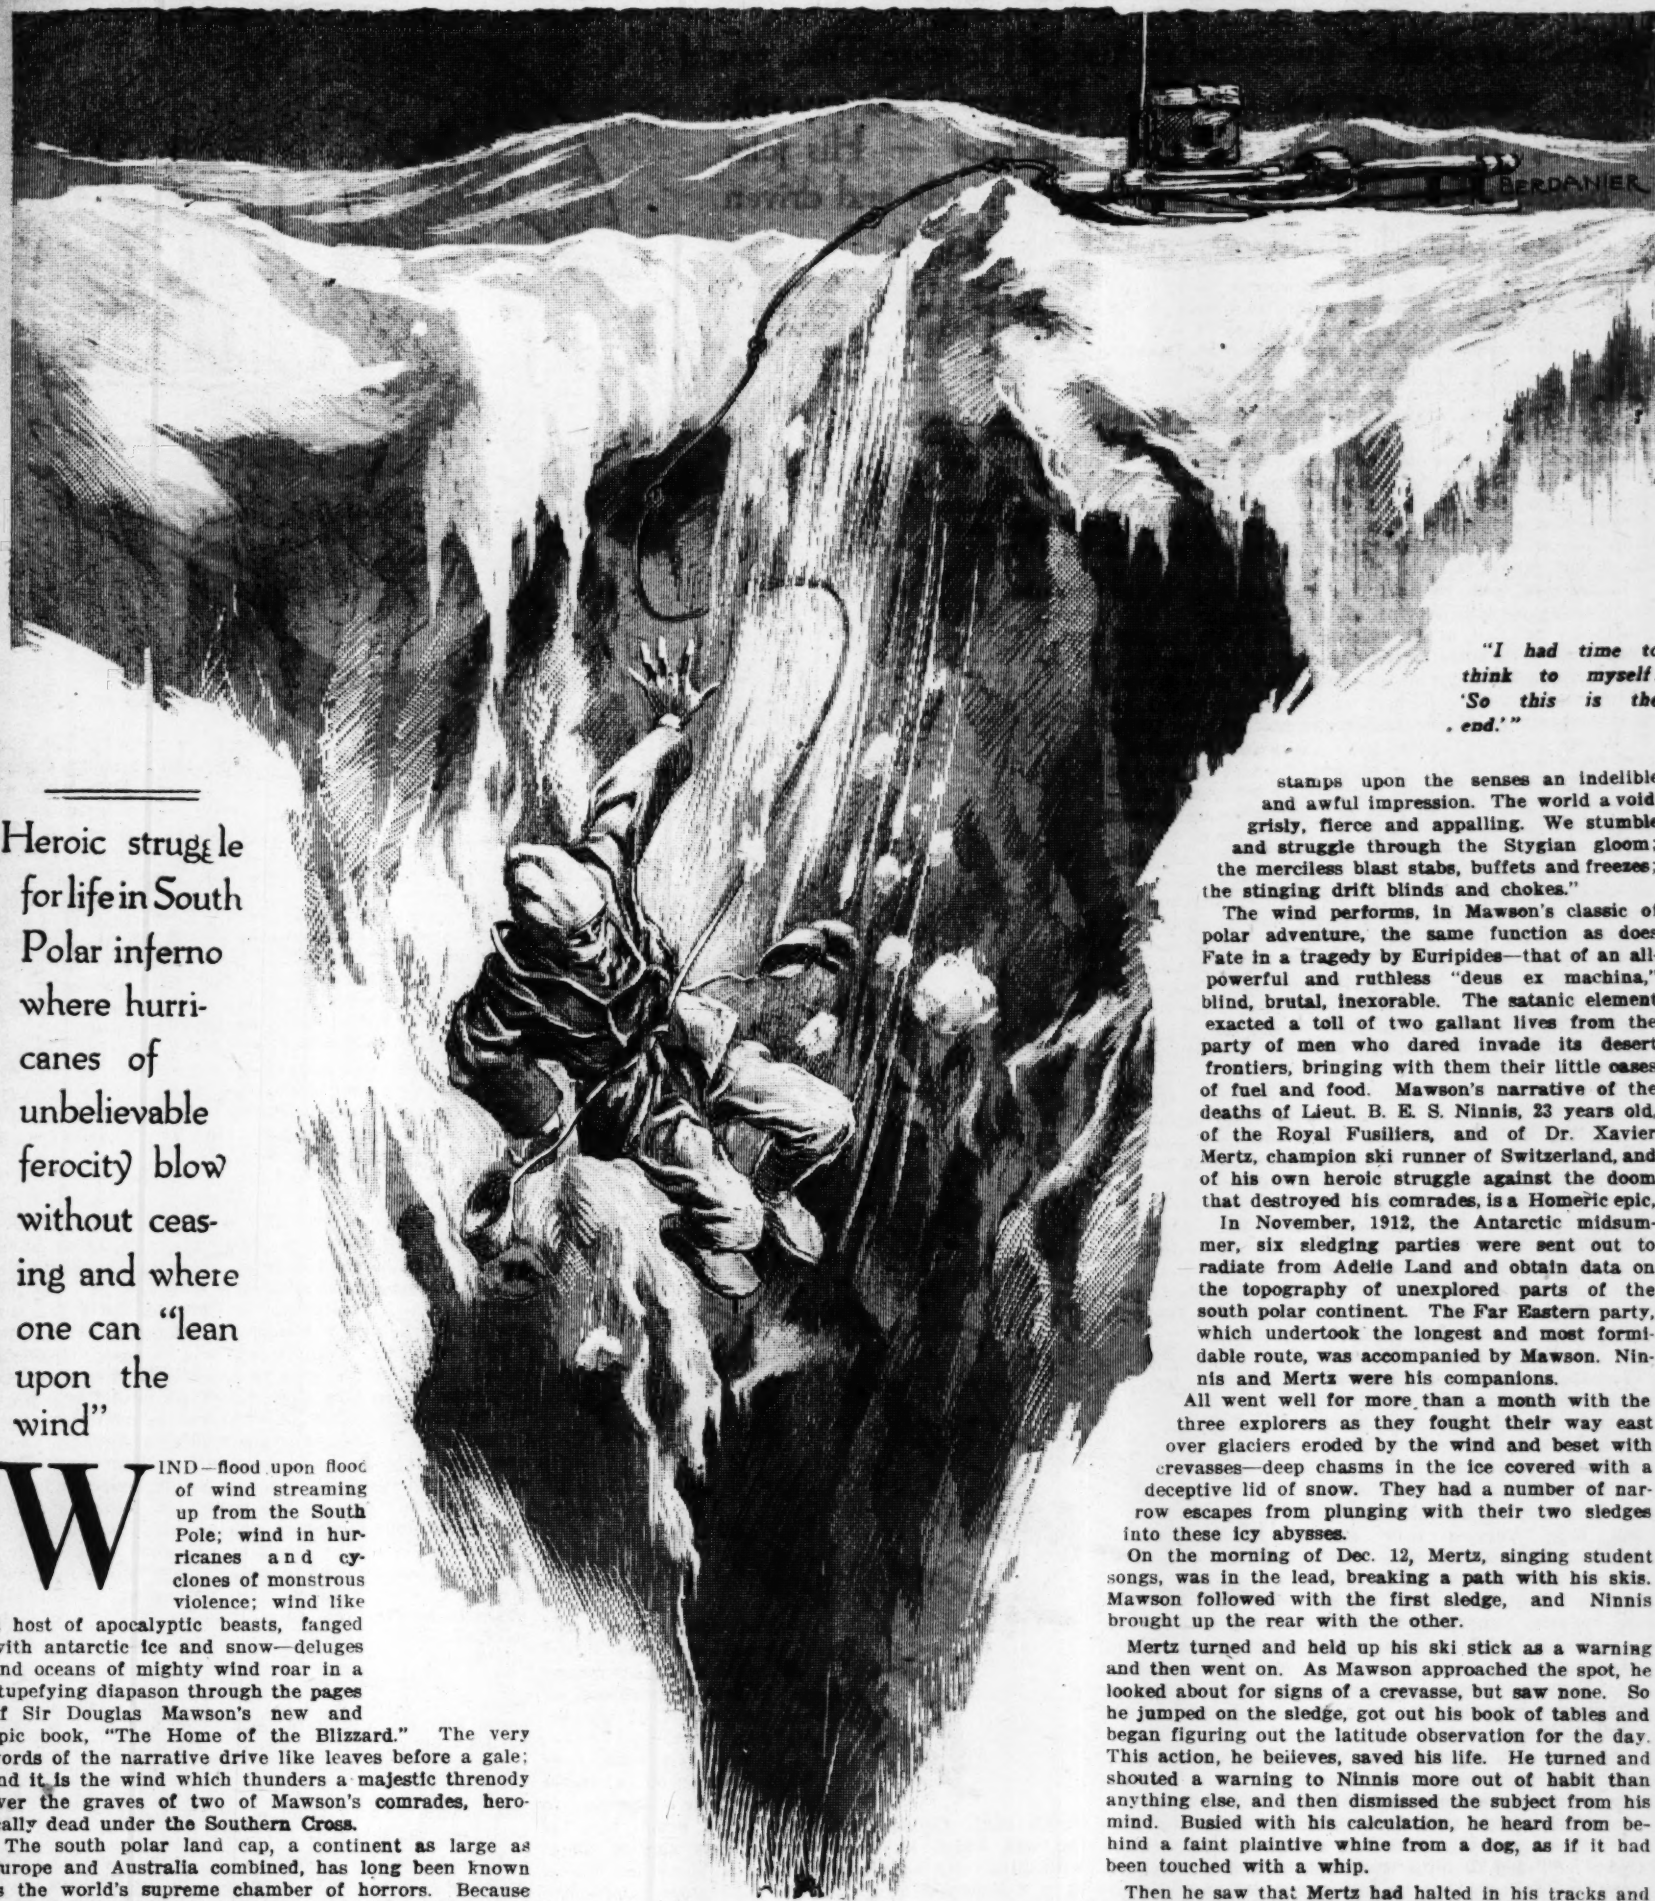 BERDANIER
Heroic struggle
for life in South
Polar inferno
where hurri-
canes of
unbelievable
ferocity blow
without ceas-
ing and where
one can “lean
upon the
wind”
WIND—flood upon flood
of wind streaming
up from the South
Pole; wind in hur-
ricanes and cy-
clones of monstrous
violence; wind like
host of apocalyptic beasts, fanged
with antarctic ice and snow—deluges
and oceans of mighty wind roar in a
stupefying diapason through the pages
of Sir Douglas Mawson's new and
epic book, "The Home of the Blizzard." The very
words of the narrative drive like leaves before a gale;
and it is the wind which thunders a majestic threnody
over the graves of two of Mawson's comrades, hero-
ically dead under the Southern Cross.
The south polar land cap, a continent as large as
Europe and Australia combined, has long been known
as the world's supreme chamber of horrors. Because
"I had time to
think to myself
'So this is the
end.'"
stamps upon the senses an indelible
and awful impression. The world a void
grisly, fierce and appalling. We stumble
and struggle through the Stygian gloom;
the merciless blast stabs, buffets and freezes;
the stinging drift blinds and chokes."
The wind performs, in Mawson's classic of
polar adventure, the same function as does
Fate in a tragedy by Euripides—that of an all-
powerful and ruthless "deus ex machina,"
blind, brutal, inexorable. The satanic element
exacted a toll of two gallant lives from the
party of men who dared invade its desert
frontiers, bringing with them their little oases
of fuel and food. Mawson's narrative of the
deaths of Lieut. B. E. S. Ninnis, 23 years old,
of the Royal Fusiliers, and of Dr. Xavier
Mertz, champion ski runner of Switzerland, and
of his own heroic struggle against the doom
that destroyed his comrades, is a Homeric epic,
In November, 1912, the Antarctic midsum-
mer, six sledging parties were sent out to
radiate from Adelie Land and obtain data on
the topography of unexplored parts of the
south polar continent. The Far Eastern party,
which undertook the longest and most formi-
dable route, was accompanied by Mawson. Nin-
nis and Mertz were his companions.
All went well for more than a month with the
three explorers as they fought their way east
over glaciers eroded by the wind and beset with
crevasses—deep chasms in the ice covered with a
deceptive lid of snow. They had a number of nar-
row escapes from plunging with their two sledges
into these icy abysses.
On the morning of Dec. 12, Mertz, singing student
songs, was in the lead, breaking a path with his skis.
Mawson followed with the first sledge, and Ninnis
brought up the rear with the other.
Mertz turned and held up his ski stick as a warning
and then went on. As Mawson approached the spot, he
looked about for signs of a crevasse, but saw none. So
he jumped on the sledge, got out his book of tables and
began figuring out the latitude observation for the day.
This action, he believes, saved his life. He turned and
shouted a warning to Ninnis more out of habit than
anything else, and then dismissed the subject from his
mind. Busied with his calculation, he heard from be-
hind a faint plaintive whine from a dog, as if it had
been touched with a whip.
Then he saw that Mertz had halted in his tracks and